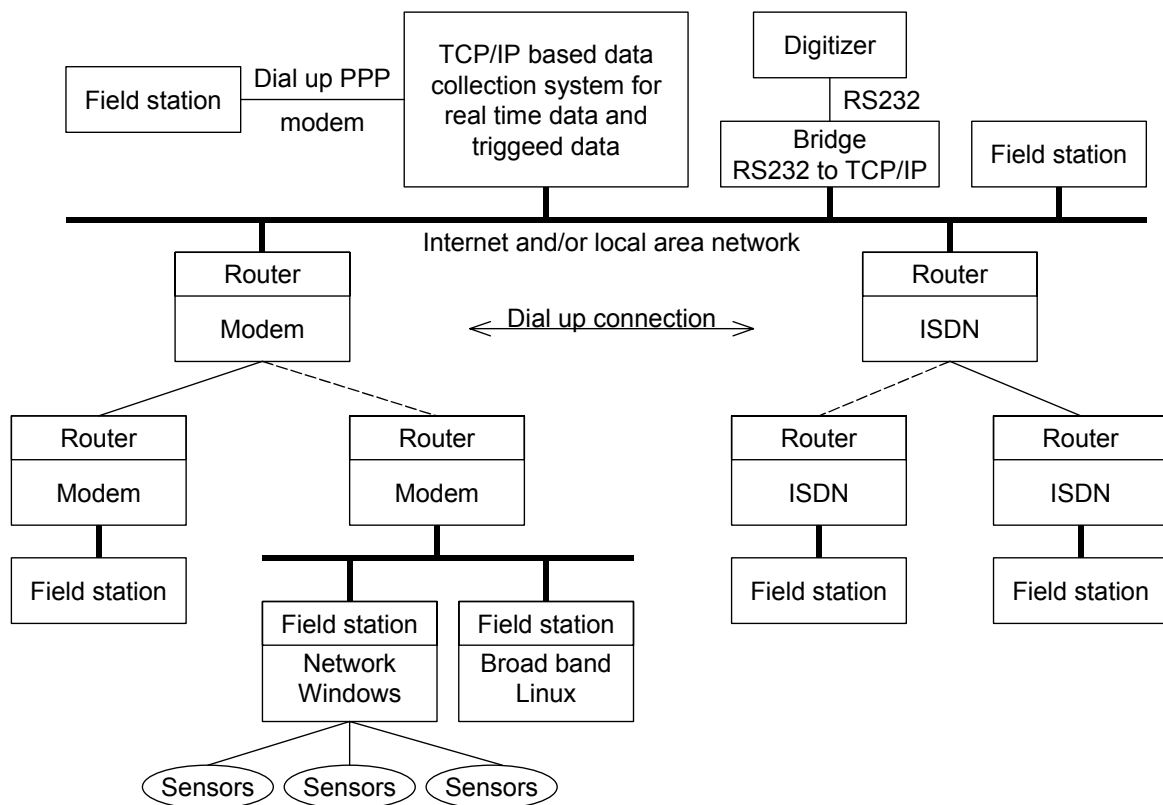 TCP/IP based data
collection system for
real time data and
triggeed data
Field station
Dial up PPP
modem
Digitizer
RS232
Bridge
RS232 to TCP/IP
Field station
Internet and/or local area network
Router
Modem
Dial up connection
Router
ISDN
Router
Modem
Router
Modem
Router
ISDN
Router
ISDN
Field station
Field station
Field station
Field station
Network
Windows
Field station
Broad band
Linux
Sensors
Sensors
Sensors